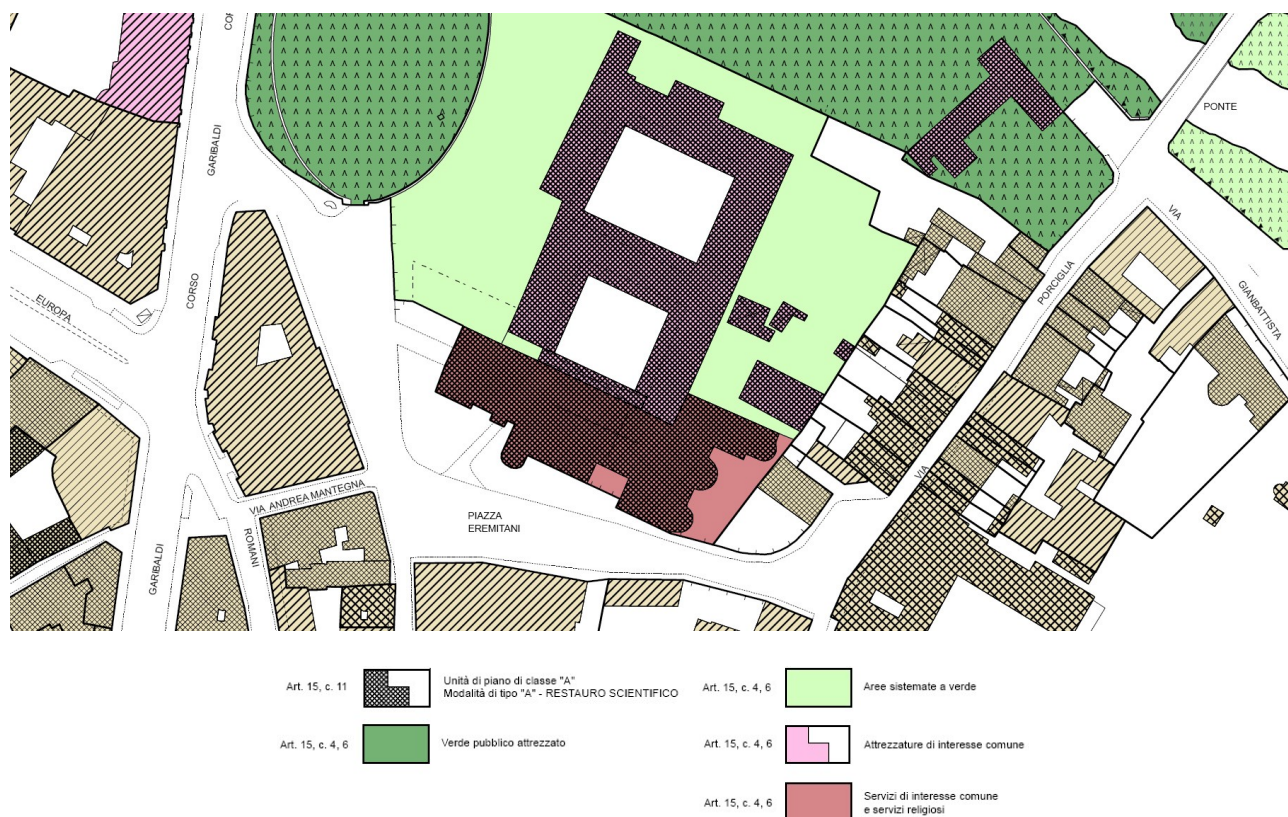 COR
GARIBALDI
PONTE
VIA
GIANBATTISTA
PORCIGLIA
EUROPA
CORSO
VIA
VIA ANDREA MANTEGNA
PIAZZA
EREMITANI
ROMANI
GARIBALDI
Art. 15, c. 11
Unità di piano di classe "A"
Modalità di tipo "A" - RESTAURO SCIENTIFICO
Art. 15, c. 4, 6
Aree sistemate a verde
Art. 15, c. 4, 6
Verde pubblico attrezzato
Art. 15, c. 4, 6
Attrezzature di interesse comune
Art. 15, c. 4, 6
Servizi di interesse comune
e servizi religiosi